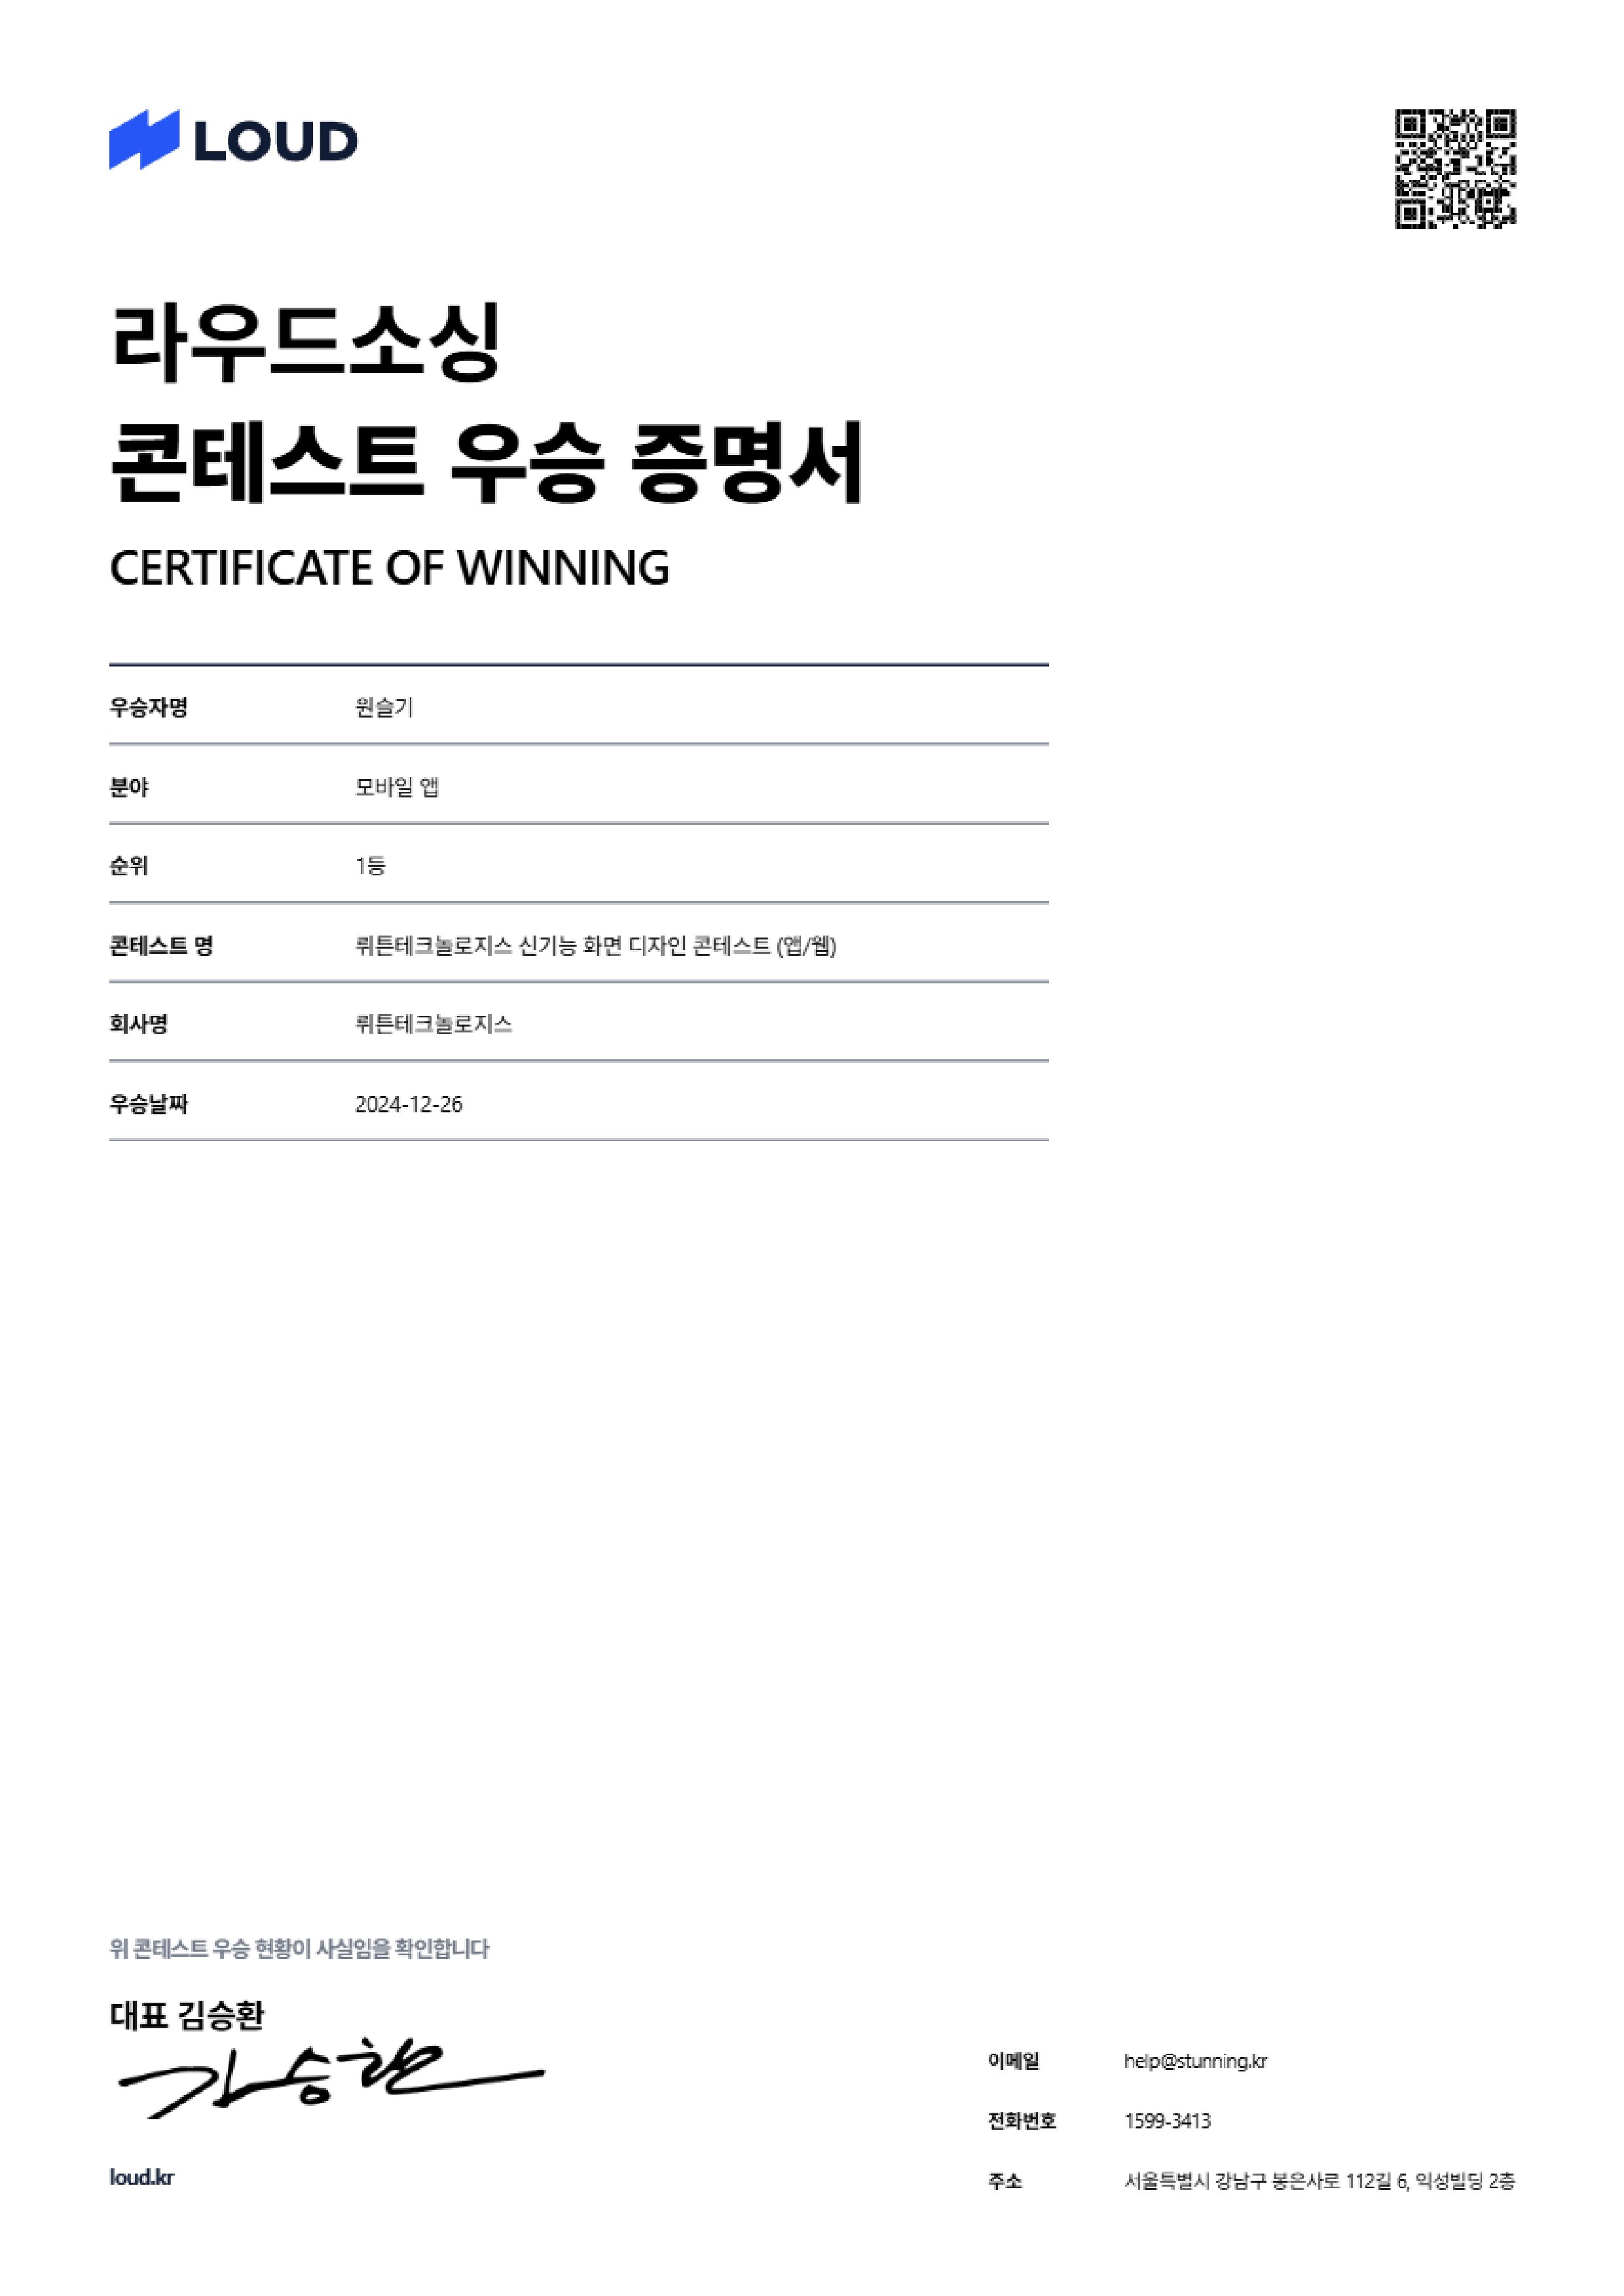 LOUD
라우드소싱
콘테스트 우승 증명서
CERTIFICATE OF WINNING
우승자명 원슬기
분야 모바일 앱
순위 1등
콘테스트 명 뤼튼테크놀로지스 신기능 화면 디자인 콘테스트 (앱/웹)
회사명 뤼튼테크놀로지스
우승날짜 2024-12-26
위 콘테스트 우승 현황이 사실임을 확인합니다
대표 김승환
김승환
loud.kr
이메일 help@stunning.kr
전화번호 1599-3413
주소 서울특별시 강남구 봉은사로 112길 6, 익성빌딩 2층